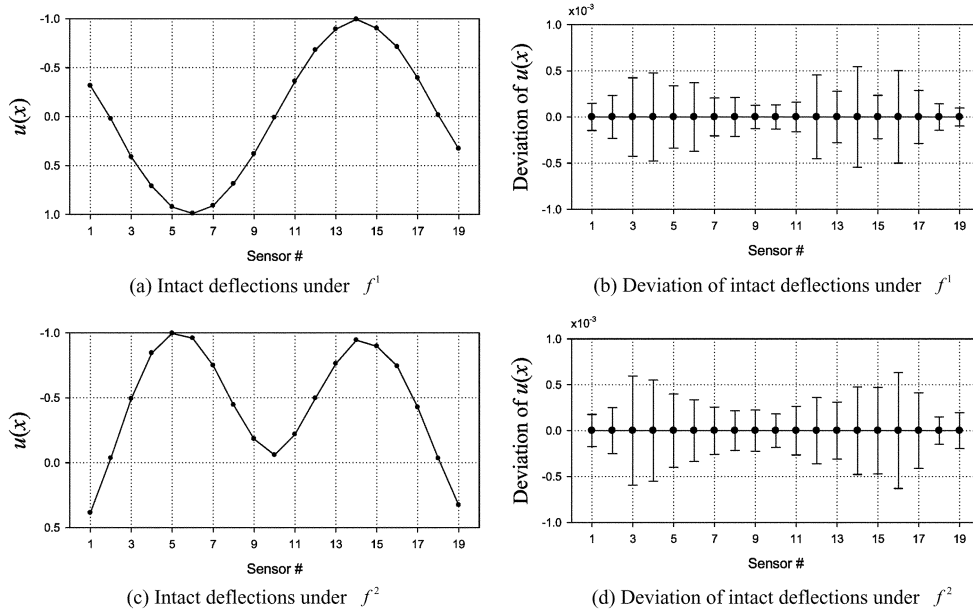 -1.0
-0.5
0.0
0.5
1.0
u(x)
1 3 5 7 9 11 13 15 17 19
Sensor #
(a) Intact deflections under f¹
x10⁻³
1.0
0.5
0.0
-0.5
-1.0
Deviation of u(x)
1 3 5 7 9 11 13 15 17 19
Sensor #
(b) Deviation of intact deflections under f¹
-1.0
-0.5
0.0
0.5
u(x)
1 3 5 7 9 11 13 15 17 19
Sensor #
(c) Intact deflections under f²
x10⁻³
1.0
0.5
0.0
-0.5
-1.0
Deviation of u(x)
1 3 5 7 9 11 13 15 17 19
Sensor #
(d) Deviation of intact deflections under f²